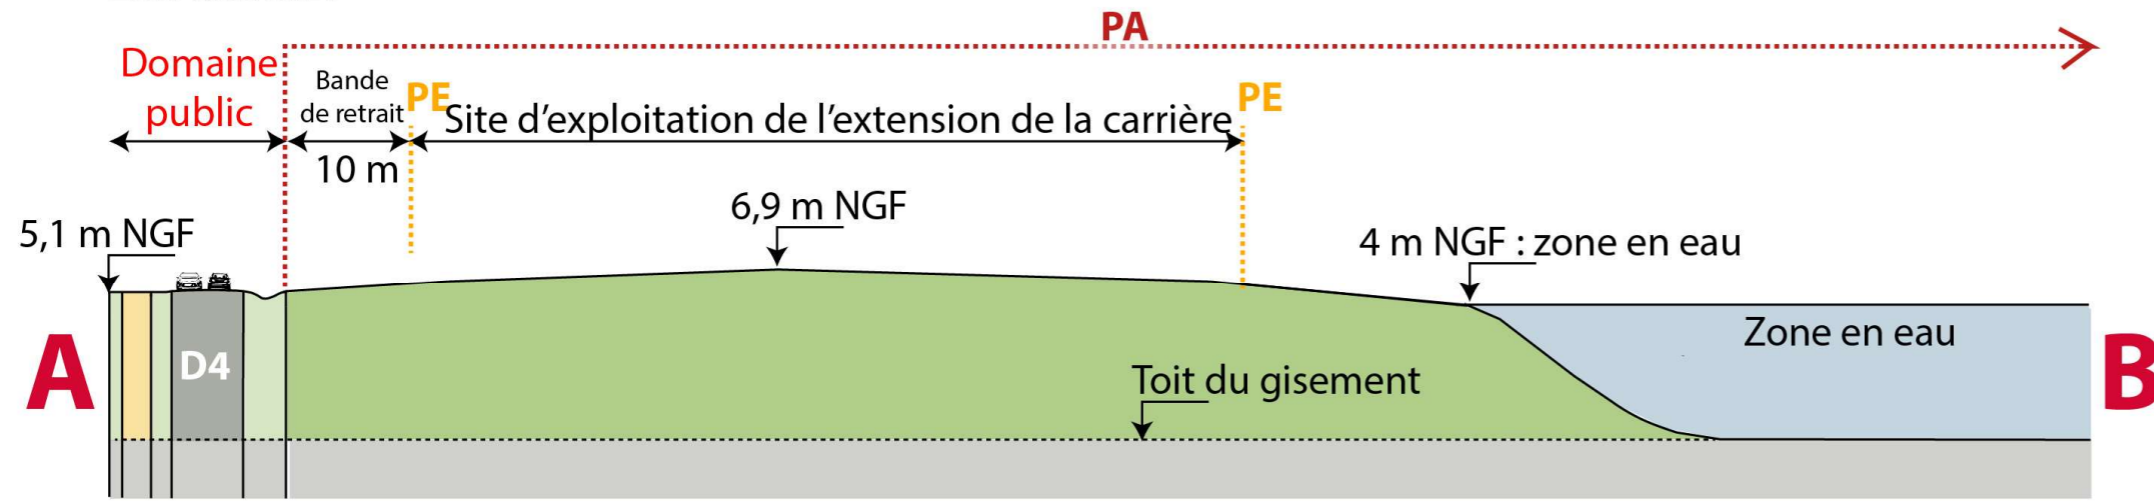 PA
Domaine
public
Bande
de retrait
10 m
PE
Site d’exploitation de l’extension de la carrière
PE
5,1 m NGF
6,9 m NGF
4 m NGF : zone en eau
A
D4
Toit du gisement
Zone en eau
B